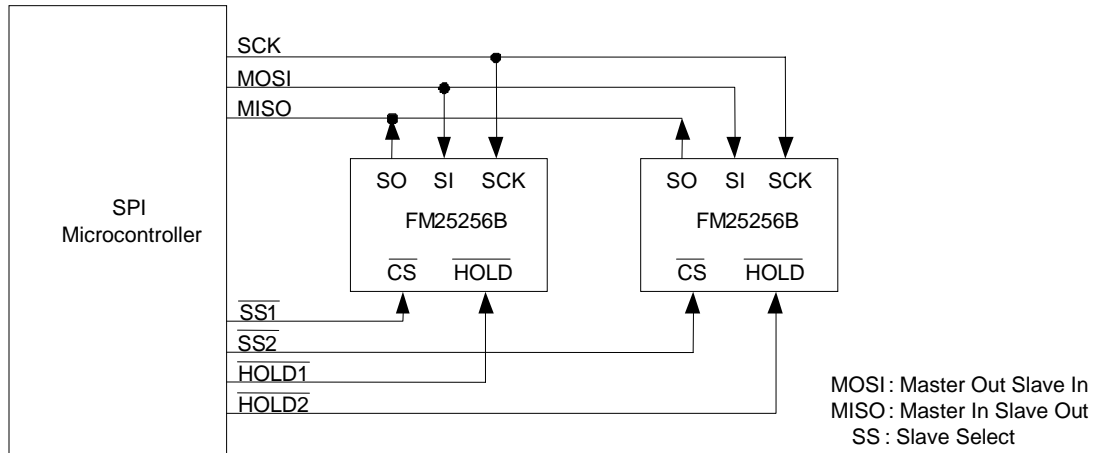 SCK
MOSI
MISO
SO SI SCK
SO SI SCK
SPI
Microcontroller
FM25256B
FM25256B
CS HOLD
CS HOLD
SS1
SS2
HOLD1
HOLD2
MOSI : Master Out Slave In
MISO : Master In Slave Out
SS : Slave Select